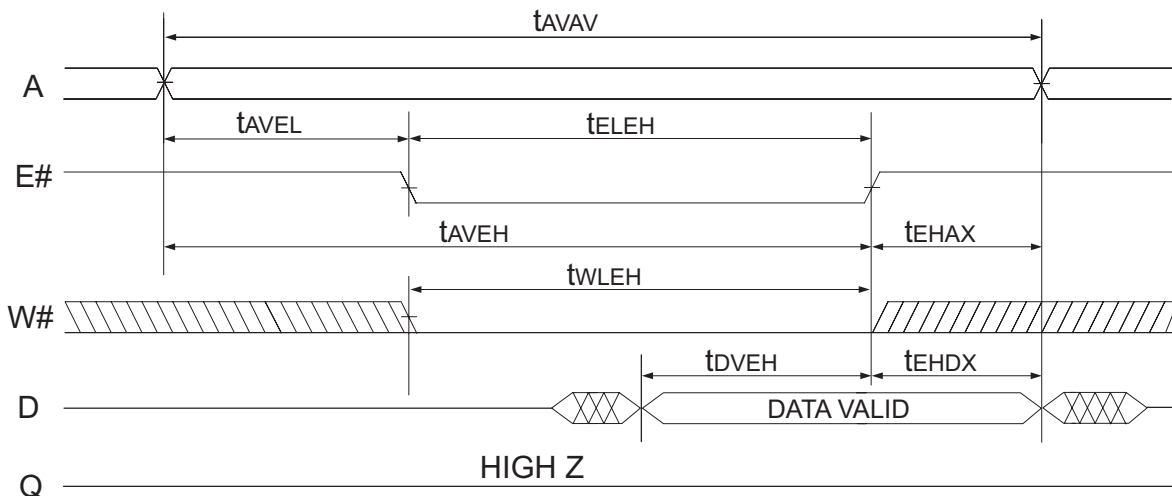 tAVAV
A
tAVEL tELEH
E#
tAVEH tEHAX
tWLEH
W#
tDVEH tEHDX
D DATA VALID
HIGH Z
Q